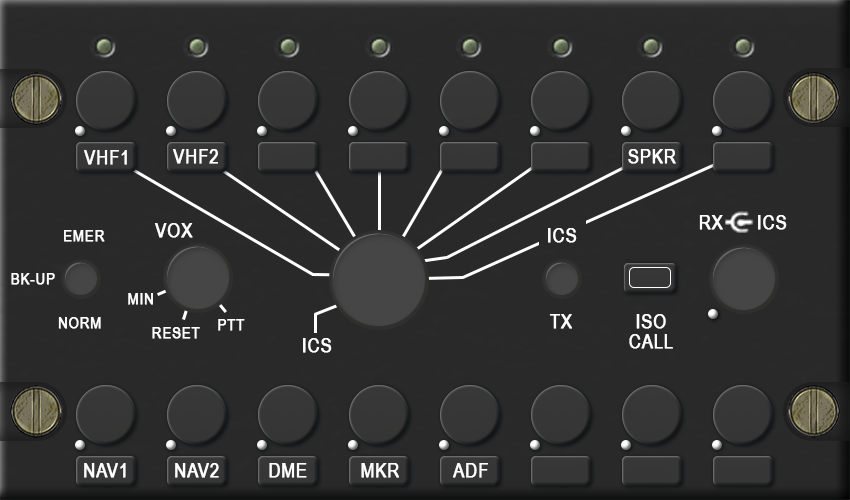 VHF1
VHF2
SPKR
EMER
VOX
ICS
RX ICS
BK-UP
MIN
NORM
RESET
PTT
ICS
TX
ISO
CALL
NAV1
NAV2
DME
MKR
ADF